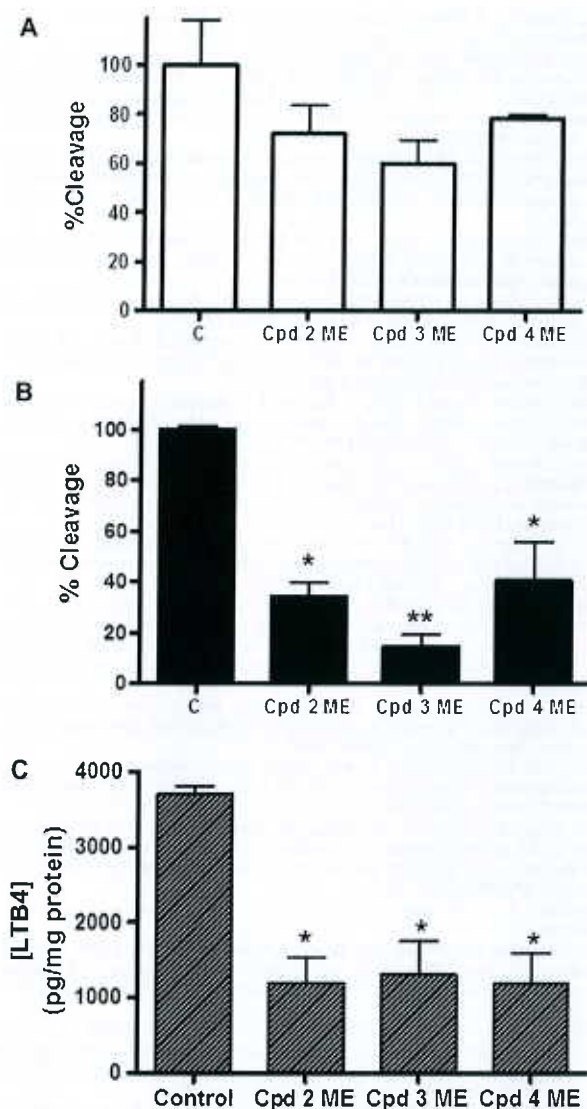 A
%Cleavage
100
80
60
40
20
0
C Cpd 2 ME Cpd 3 ME Cpd 4 ME
B
% Cleavage
100
80
60
40
20
0
* ** *
C Cpd 2 ME Cpd 3 ME Cpd 4 ME
C
[LTB4]
(pg/mg protein)
4000
3000
2000
1000
0
* * *
Control Cpd 2 ME Cpd 3 ME Cpd 4 ME